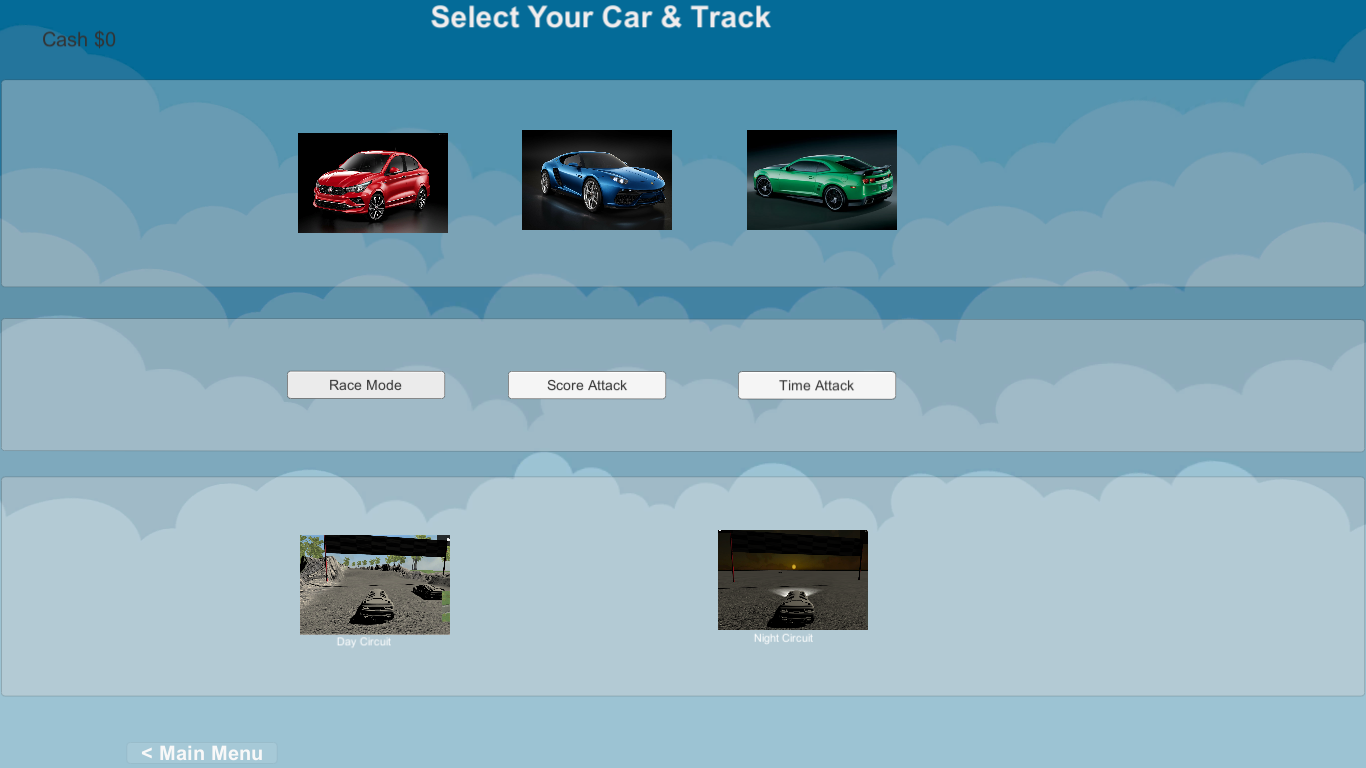 Select Your Car & Track
Cash $0
Race Mode
Score Attack
Time Attack
Day Circuit
Night Circuit
< Main Menu